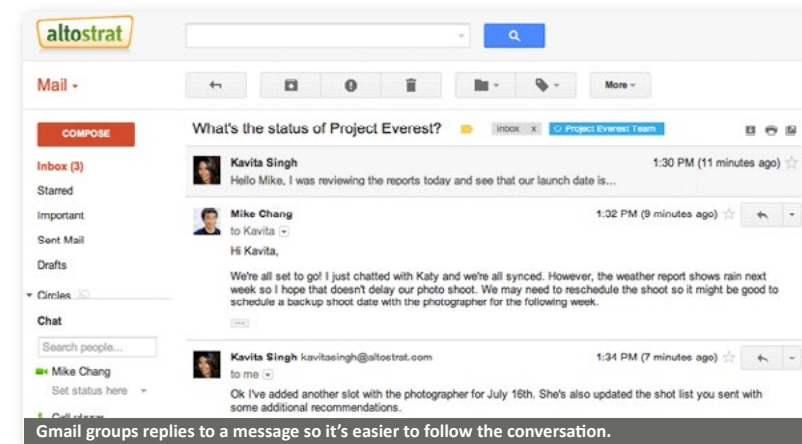 altostrat
Mail
More
COMPOSE
What's the status of Project Everest?
Inbox x
Project Everest Team
Inbox (3)
Starred
Important
Sent Mail
Drafts
Circles
Kavita Singh
1:30 PM (11 minutes ago)
Hello Mike, I was reviewing the reports today and see that our launch date is...
Mike Chang
1:32 PM (9 minutes ago)
to Kavita
Hi Kavita,
We're all set to go! I just chatted with Katy and we're all synced. However, the weather report shows rain next
week so I hope that doesn't delay our photo shoot. We may need to reschedule the shoot so it might be good to
schedule a backup shoot date with the photographer for the following week.
Chat
Search people...
Mike Chang
Set status here
Kavita Singh kavitasingh@altostrat.com
1:34 PM (7 minutes ago)
to me
Ok I've added another slot with the photographer for July 16th. She's also updated the shot list you sent with
some additional recommendations.
Gmail groups replies to a message so it's easier to follow the conversation.